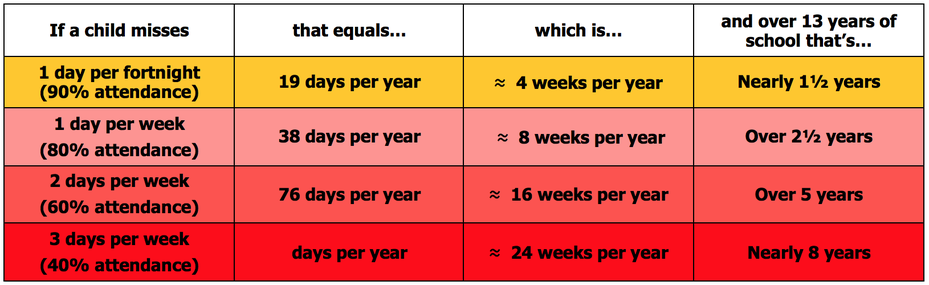 If a child misses
that equals...
which is...
and over 13 years of
school that's...
1 day per fortnight
(90% attendance)
19 days per year
≈ 4 weeks per year
Nearly 1½ years
1 day per week
(80% attendance)
38 days per year
≈ 8 weeks per year
Over 2½ years
2 days per week
(60% attendance)
76 days per year
≈ 16 weeks per year
Over 5 years
3 days per week
(40% attendance)
days per year
≈ 24 weeks per year
Nearly 8 years